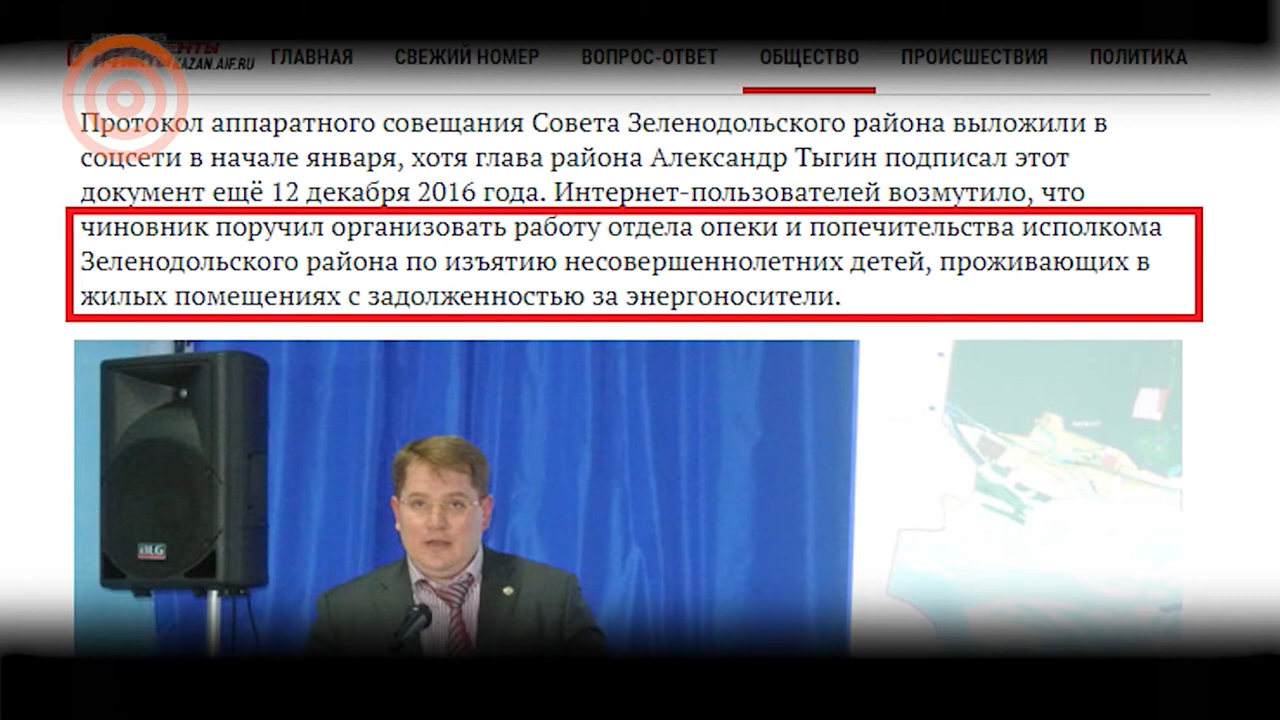 KAZAN.AIF.RU
ГЛАВНАЯ
СВЕЖИЙ НОМЕР
ВОПРОС-ОТВЕТ
ОБЩЕСТВО
ПРОИСШЕСТВИЯ
ПОЛИТИКА
Протокол аппаратного совещания Совета Зеленодольского района выложили в
соцсети в начале января, хотя глава района Александр Тыгин подписал этот
документ ещё 12 декабря 2016 года. Интернет-пользователей возмутило, что
чиновник поручил организовать работу отдела опеки и попечительства исполкома
Зеленодольского района по изъятию несовершеннолетних детей, проживающих в
жилых помещениях с задолженностью за энергоносители.